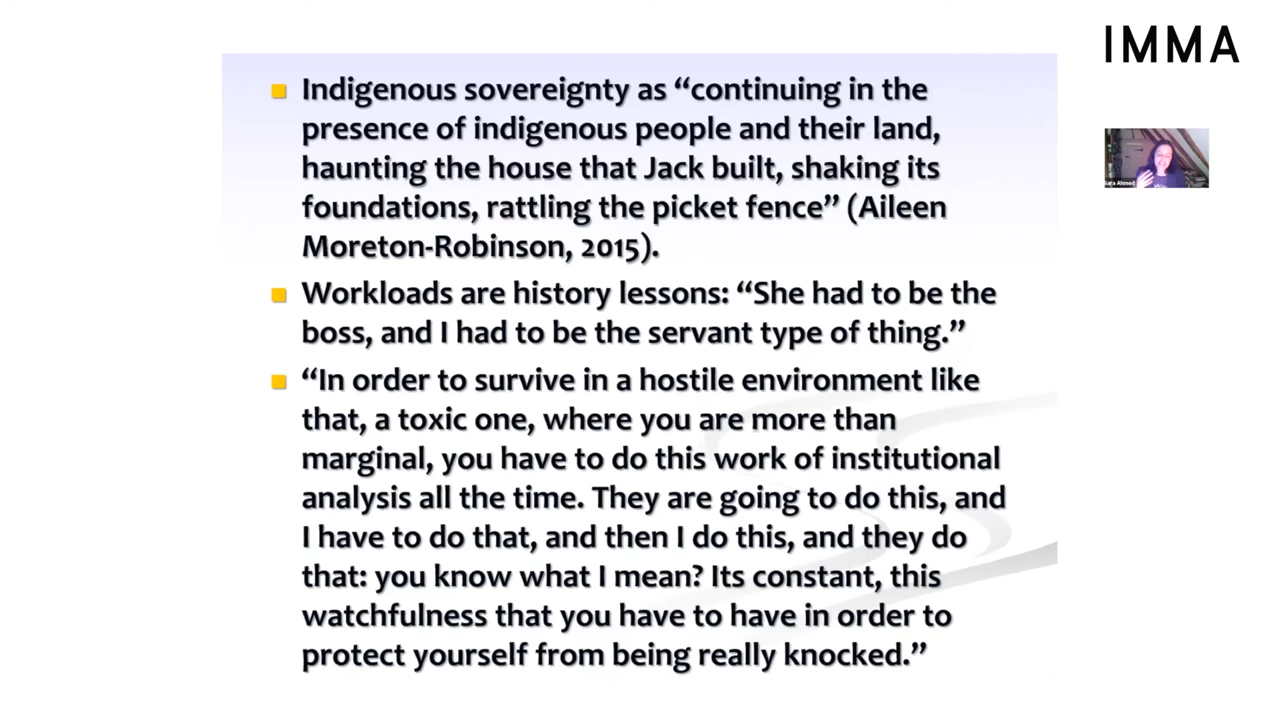 IMMA
Indigenous sovereignty as “continuing in the
presence of indigenous people and their land,
haunting the house that Jack built, shaking its
foundations, rattling the picket fence” (Aileen
Moreton-Robinson, 2015).
Workloads are history lessons: “She had to be the
boss, and I had to be the servant type of thing.”
“In order to survive in a hostile environment like
that, a toxic one, where you are more than
marginal, you have to do this work of institutional
analysis all the time. They are going to do this, and
I have to do that, and then I do this, and they do
that: you know what I mean? Its constant, this
watchfulness that you have to have in order to
protect yourself from being really knocked.”
Sara Ahmed